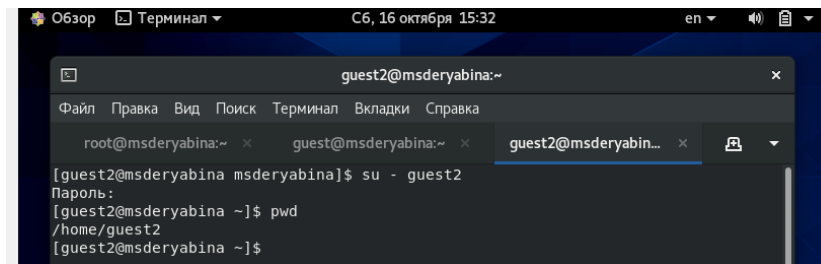 Обзор Терминал Сб, 16 октября 15:32 en
guest2@msderyabina:~
Файл Правка Вид Поиск Терминал Вкладки Справка
root@msderyabina:~ guest@msderyabina:~ guest2@msderyabin...
[guest2@msderyabina msderyabina]$ su - guest2
Пароль:
[guest2@msderyabina ~]$ pwd
/home/guest2
[guest2@msderyabina ~]$